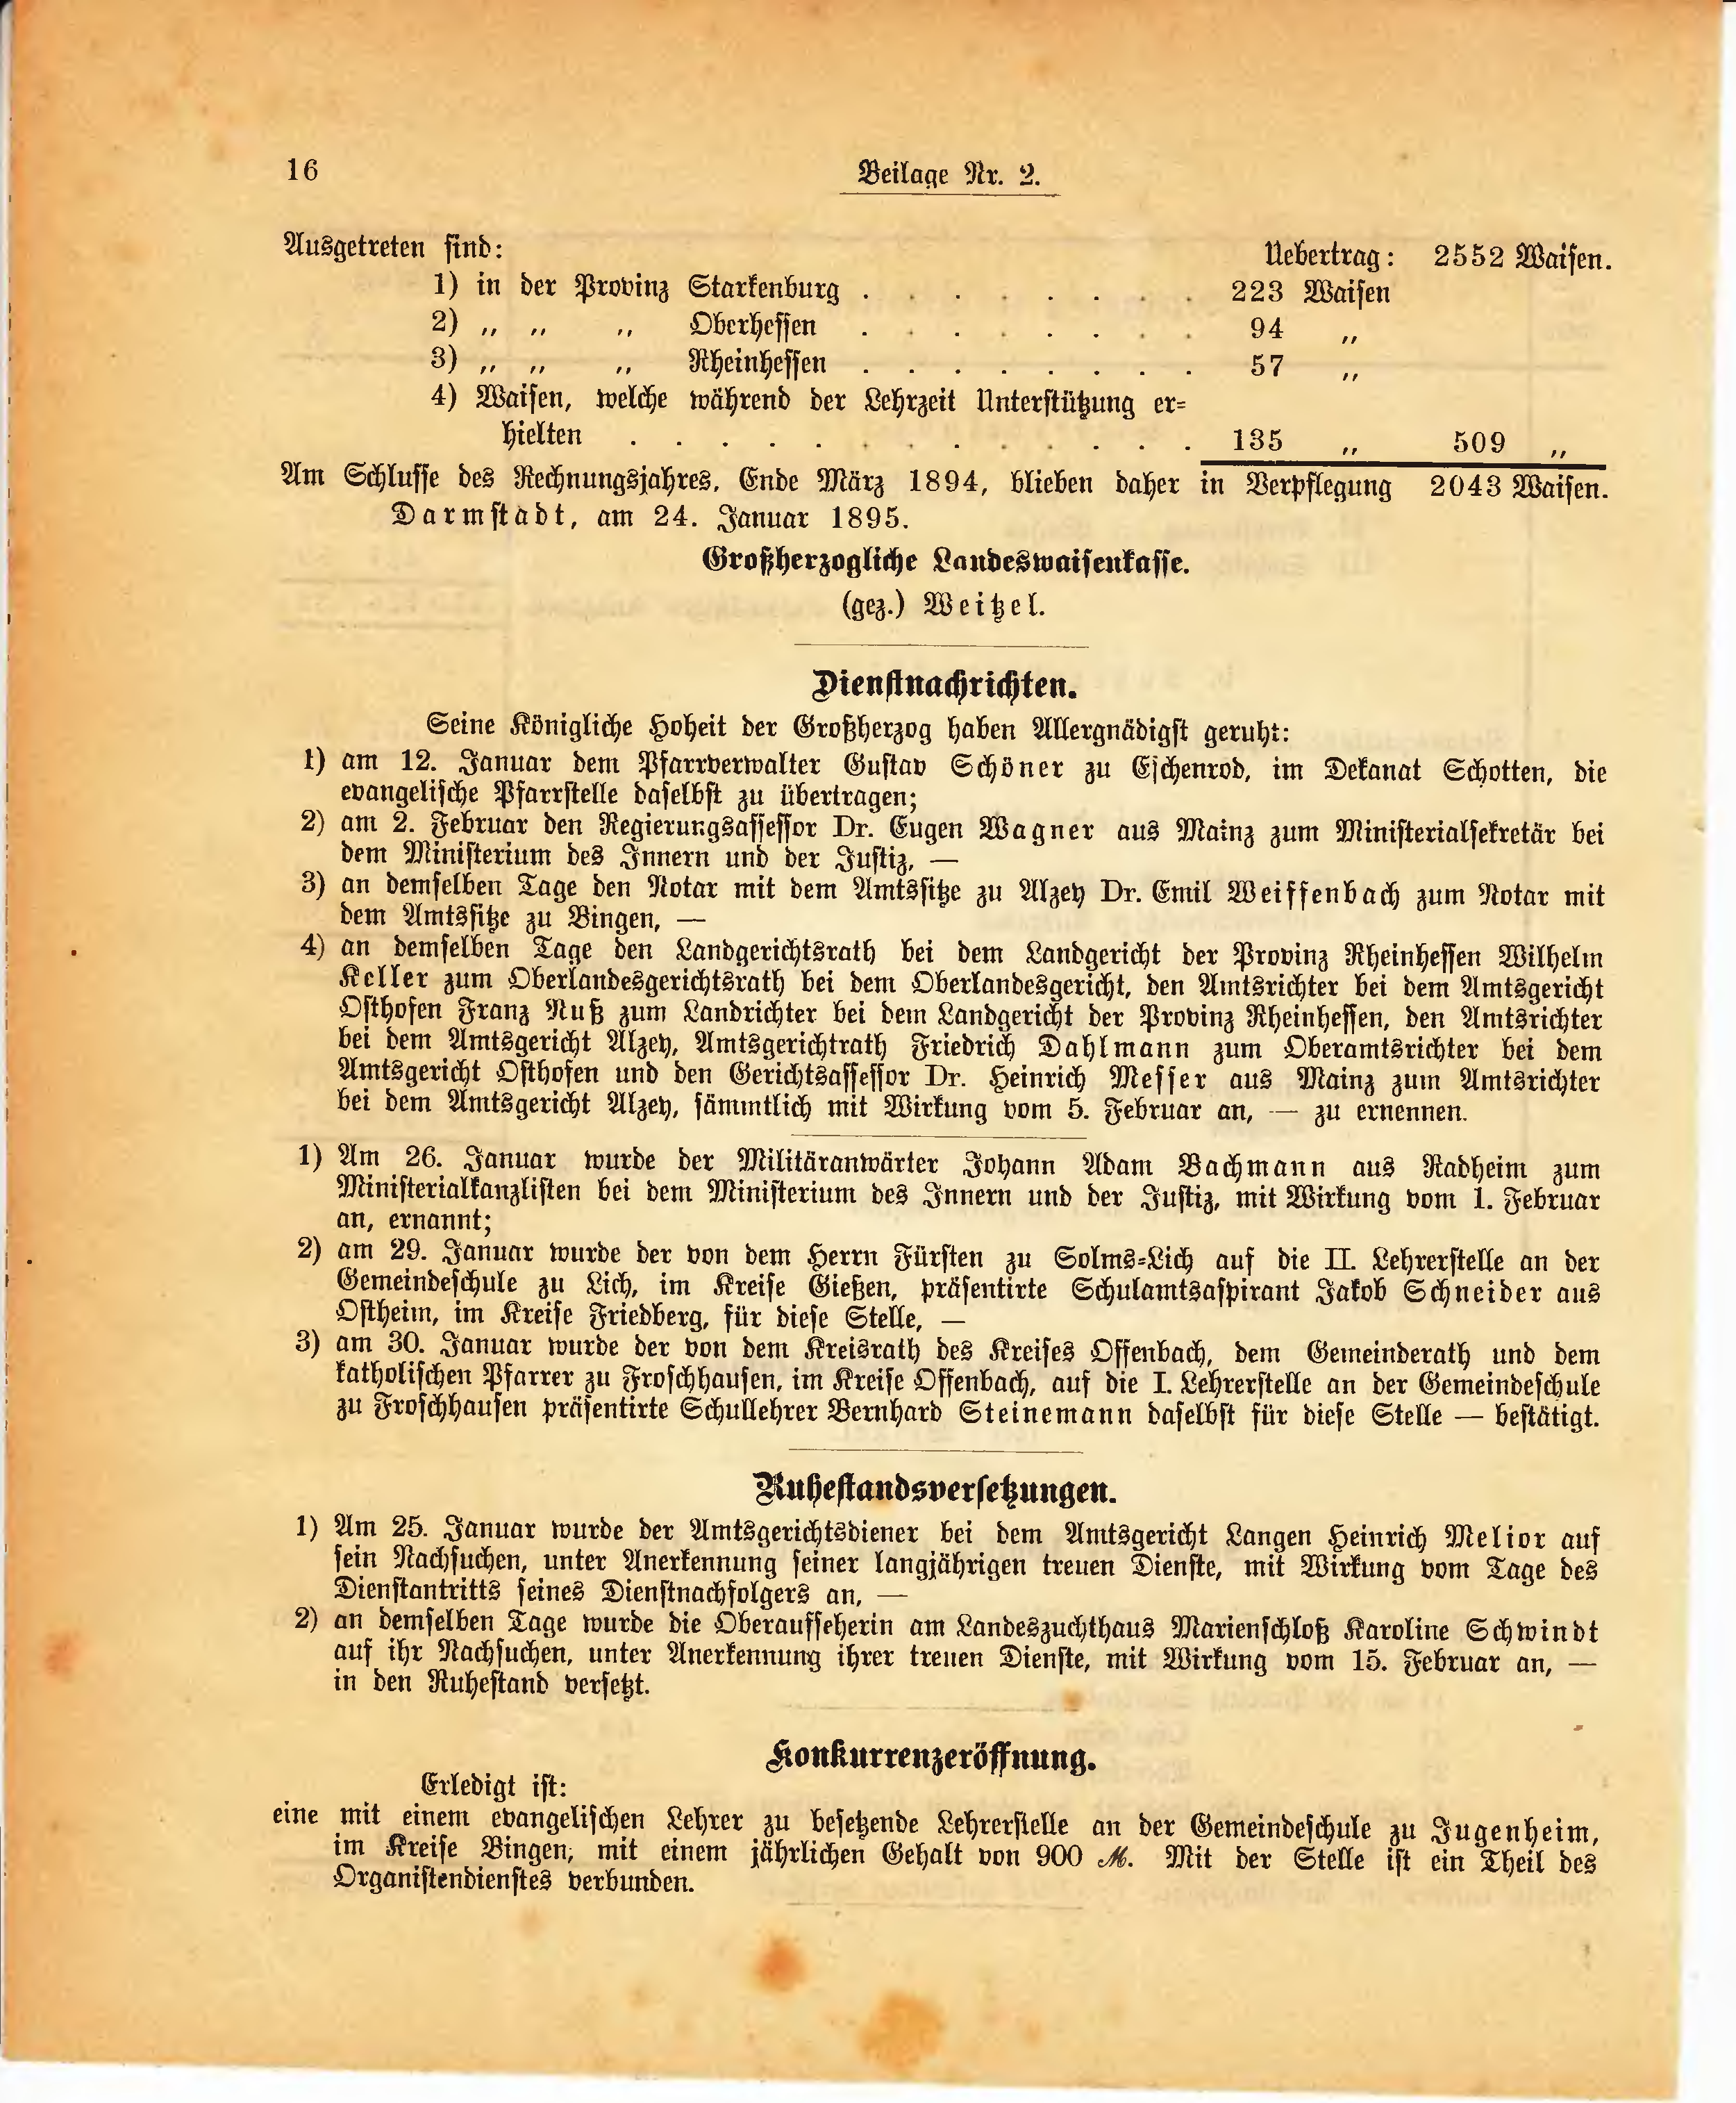 16
Beilage Nr. 2.
Ausgetreten sind: Uebertrag: 2552 Waisen.
1) in der Provinz Starkenburg . . . . . . . . 223 Waisen
2) „ „ „ Oberhessen . . . . . . . . 94 „
3) „ „ „ Rheinhessen . . . . . . . . 57 „
4) Waisen, welche während der Lehrzeit Unterstützung er-
hielten . . . . . . . . . . . . . 135 „ 509 „
Am Schlusse des Rechnungsjahres, Ende März 1894, blieben daher in Verpflegung 2043 Waisen.
Darmstadt, am 24. Januar 1895.
Großherzogliche Landeswaisenkasse.
(gez.) Weitzel.
Dienstnachrichten.
Seine Königliche Hoheit der Großherzog haben Allergnädigst geruht:
1) am 12. Januar dem Pfarrverwalter Gustav Schöner zu Eschenrod, im Dekanat Schotten, die
evangelische Pfarrstelle daselbst zu übertragen;
2) am 2. Februar den Regierungsassessor Dr. Eugen Wagner aus Mainz zum Ministerialsekretär bei
dem Ministerium des Innern und der Justiz, —
3) an demselben Tage den Notar mit dem Amtssitze zu Alzey Dr. Emil Weiffenbach zum Notar mit
dem Amtssitze zu Bingen, —
4) an demselben Tage den Landgerichtsrath bei dem Landgericht der Provinz Rheinhessen Wilhelm
Keller zum Oberlandesgerichtsrath bei dem Oberlandesgericht, den Amtsrichter bei dem Amtsgericht
Osthofen Franz Nuß zum Landrichter bei dem Landgericht der Provinz Rheinhessen, den Amtsrichter
bei dem Amtsgericht Alzey, Amtsgerichtrath Friedrich Dahlmann zum Oberamtsrichter bei dem
Amtsgericht Osthofen und den Gerichtsassessor Dr. Heinrich Messer aus Mainz zum Amtsrichter
bei dem Amtsgericht Alzey, sämmtlich mit Wirkung vom 5. Februar an, — zu ernennen.
1) Am 26. Januar wurde der Militäranwärter Johann Adam Bachmann aus Radheim zum
Ministerialkanzlisten bei dem Ministerium des Innern und der Justiz, mit Wirkung vom 1. Februar
an, ernannt;
2) am 29. Januar wurde der von dem Herrn Fürsten zu Solms-Lich auf die II. Lehrerstelle an der
Gemeindeschule zu Lich, im Kreise Gießen, präsentirte Schulamtsaspirant Jakob Schneider aus
Ostheim, im Kreise Friedberg, für diese Stelle, —
3) am 30. Januar wurde der von dem Kreisrath des Kreises Offenbach, dem Gemeinderath und dem
katholischen Pfarrer zu Froschhausen, im Kreise Offenbach, auf die I. Lehrerstelle an der Gemeindeschule
zu Froschhausen präsentirte Schullehrer Bernhard Steinemann daselbst für diese Stelle — bestätigt.
Ruhestandsversetzungen.
1) Am 25. Januar wurde der Amtsgerichtsdiener bei dem Amtsgericht Langen Heinrich Melior auf
sein Nachsuchen, unter Anerkennung seiner langjährigen treuen Dienste, mit Wirkung vom Tage des
Dienstantritts seines Dienstnachfolgers an, —
2) an demselben Tage wurde die Oberaufseherin am Landeszuchthaus Marienschloß Karoline Schwindt
auf ihr Nachsuchen, unter Anerkennung ihrer treuen Dienste, mit Wirkung vom 15. Februar an, —
in den Ruhestand versetzt.
Konkurrenzeröffnung.
Erledigt ist:
eine mit einem evangelischen Lehrer zu besetzende Lehrerstelle an der Gemeindeschule zu Jugenheim,
im Kreise Bingen, mit einem jährlichen Gehalt von 900 M. Mit der Stelle ist ein Theil des
Organistendienstes verbunden.